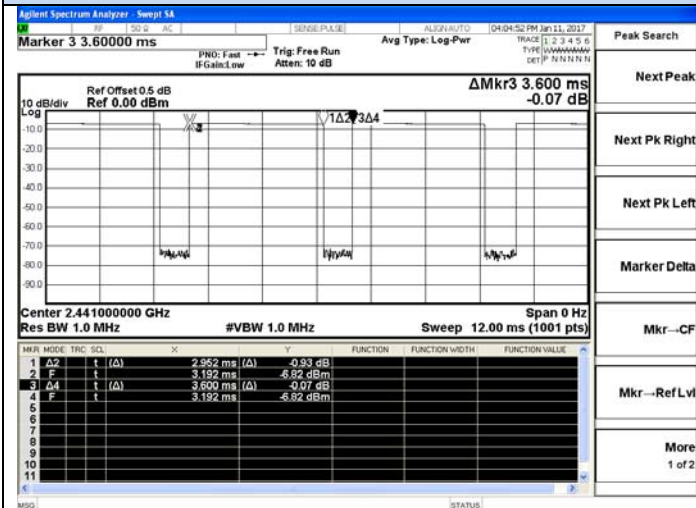 Agilent Spectrum Analyzer - Swept SA
RF 50 Ω AC SENSE:PULSE ALIGN AUTO 04:04:52 PM Jan 11, 2017
Marker 3 3.60000 ms
PNO: Fast Trig: Free Run Avg Type: Log-Pwr TRACE 1 2 3 4 5 6
IFGain:Low Atten: 10 dB TYPE WWWWWW
DET P N N N N N
Peak Search
Next Peak
Next Pk Right
Next Pk Left
Marker Delta
Mkr→CF
Mkr→Ref Lvl
More
1 of 2
ΔMkr3 3.600 ms
-0.07 dB
Ref Offset 0.5 dB
10 dB/div Ref 0.00 dBm
Log
1Δ2 3Δ4
-10.0
-20.0
-30.0
-40.0
-50.0
-60.0
-70.0
-80.0
-90.0
Center 2.441000000 GHz Span 0 Hz
Res BW 1.0 MHz #VBW 1.0 MHz Sweep 12.00 ms (1001 pts)
MKR MODE TRC SCL X Y FUNCTION FUNCTION WIDTH FUNCTION VALUE
1 Δ2 t (Δ) 2.952 ms (Δ) -0.93 dB
2 F t 3.192 ms -6.82 dBm
3 Δ4 t (Δ) 3.600 ms (Δ) -0.07 dB
4 F t 3.192 ms -6.82 dBm
5
6
7
8
9
10
11
MSG STATUS